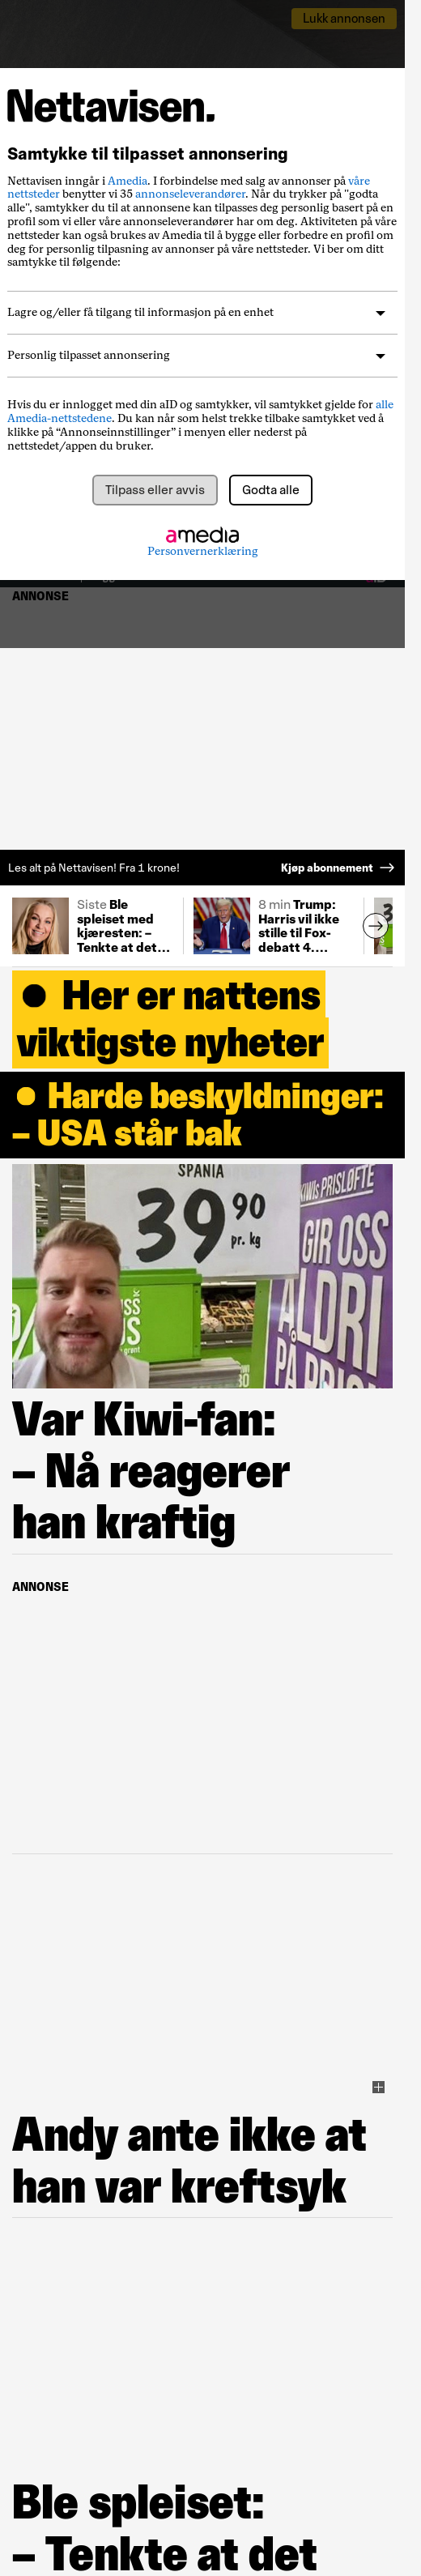 Lukk annonsen
Nettavisen.
Samtykke til tilpasset annonsering
Nettavisen inngår i Amedia. I forbindelse med salg av annonser på våre
nettsteder benytter vi 35 annonseleverandører. Når du trykker på "godta
alle", samtykker du til at annonsene kan tilpasses deg personlig basert på en
profil som vi eller våre annonseleverandører har om deg. Aktiviteten på våre
nettsteder kan også brukes av Amedia til å bygge eller forbedre en profil om
deg for personlig tilpasning av annonser på våre nettsteder. Vi ber om ditt
samtykke til følgende:
Lagre og/eller få tilgang til informasjon på en enhet
Personlig tilpasset annonsering
Hvis du er innlogget med din aID og samtykker, vil samtykket gjelde for alle
Amedia-nettstedene. Du kan når som helst trekke tilbake samtykket ved å
klikke på “Annonseinnstillinger” i menyen eller nederst på
nettstedet/appen du bruker.
Tilpass eller avvis Godta alle
amedia
Personvernerklæring
ANNONSE
Les alt på Nettavisen! Fra 1 krone! Kjøp abonnement
Siste Ble
spleiset med
kjæresten: –
Tenkte at det...
8 min Trump:
Harris vil ikke
stille til Fox-
debatt 4....
Her er nattens
viktigste nyheter
Harde beskyldninger:
– USA står bak
SPANIA
39 90
pr. kg
KIWIS PRISLØFTE
GIR OSS
ALDRI
PÅ PRIS
Var Kiwi-fan:
– Nå reagerer
han kraftig
ANNONSE
Andy ante ikke at
han var kreftsyk
Ble spleiset:
– Tenkte at det